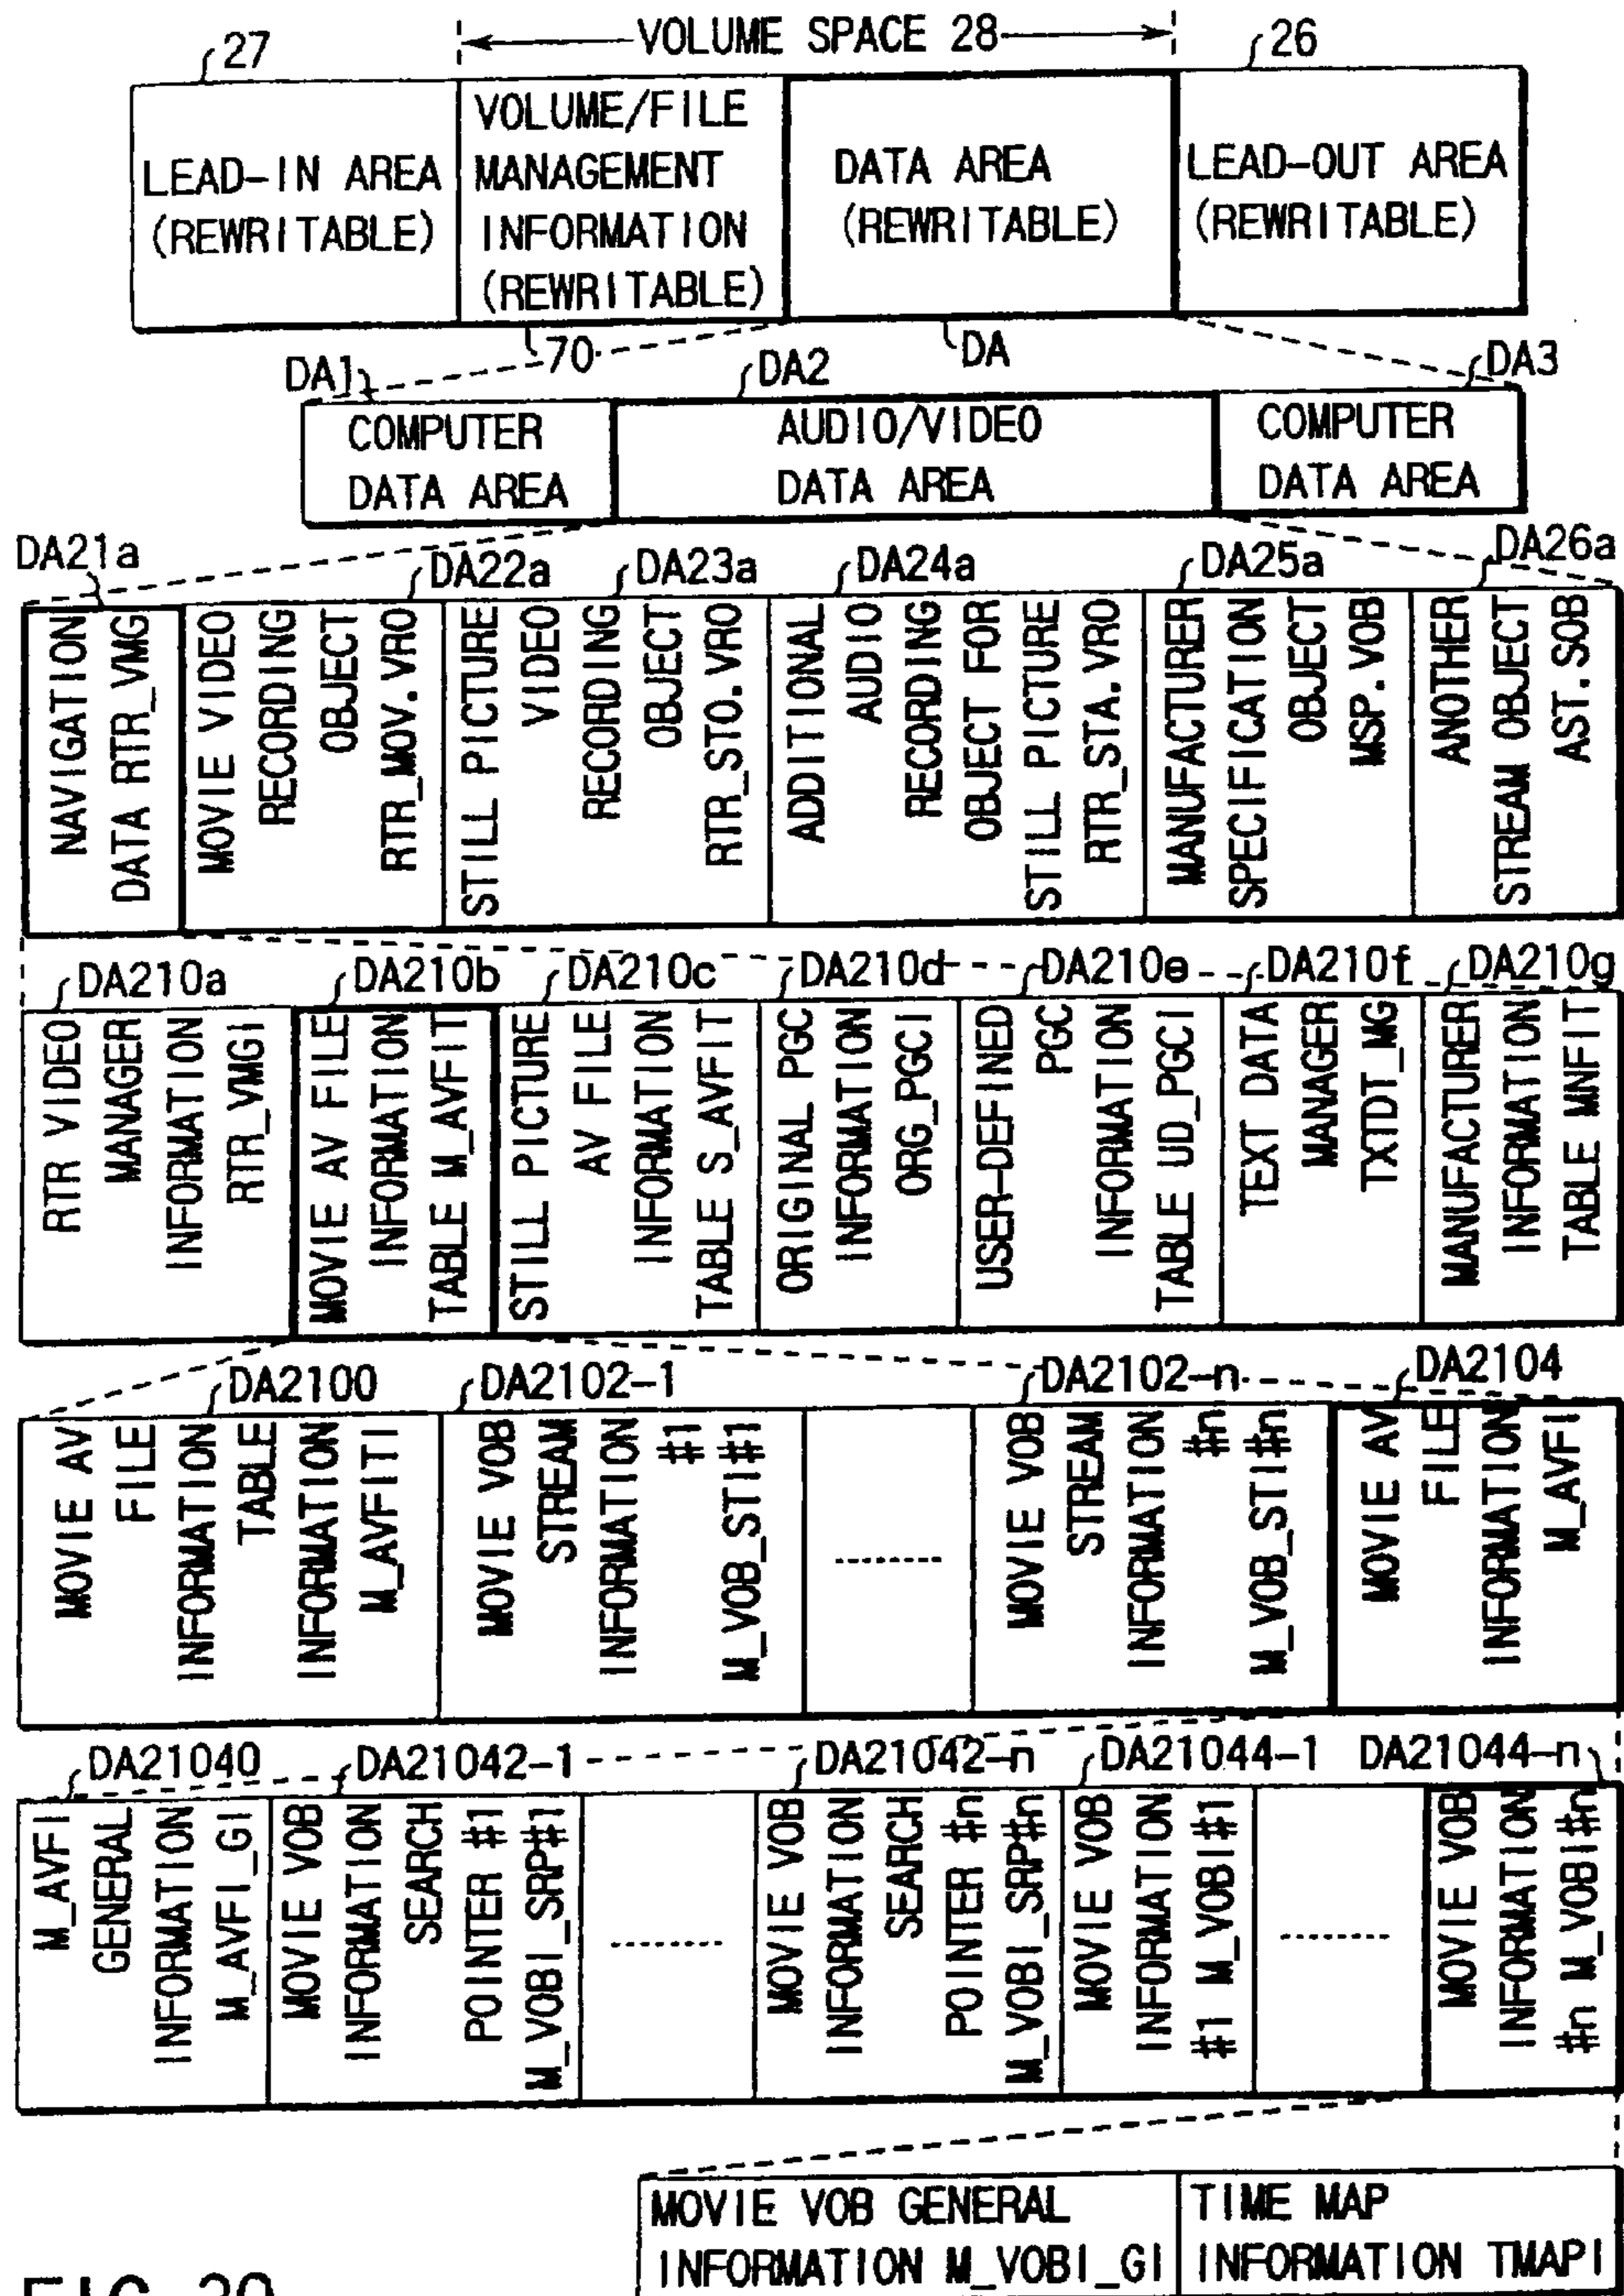 VOLUME SPACE 28
27
26
LEAD-IN AREA
(REWRITABLE)
VOLUME/FILE
MANAGEMENT
INFORMATION
(REWRITABLE)
DATA AREA
(REWRITABLE)
LEAD-OUT AREA
(REWRITABLE)
70
DA
DA1
DA2
DA3
COMPUTER
DATA AREA
AUDIO/VIDEO
DATA AREA
COMPUTER
DATA AREA
DA21a
DA22a
DA23a
DA24a
DA25a
DA26a
NAVIGATION
DATA RTR_VMG
MOVIE VIDEO
RECORDING
OBJECT
RTR_MOV.VRO
STILL PICTURE
VIDEO
RECORDING
OBJECT
RTR_STO.VRO
ADDITIONAL
AUDIO
RECORDING
OBJECT FOR
STILL PICTURE
RTR_STA.VRO
MANUFACTURER
SPECIFICATION
OBJECT
MSP.VOB
ANOTHER
STREAM OBJECT
AST.SOB
DA210a
DA210b
DA210c
DA210d
DA210e
DA210f
DA210g
RTR VIDEO
MANAGER
INFORMATION
RTR_VMGI
MOVIE AV FILE
INFORMATION
TABLE M_AVFIT
STILL PICTURE
AV FILE
INFORMATION
TABLE S_AVFIT
ORIGINAL PGC
INFORMATION
ORG_PGCI
USER-DEFINED
PGC
INFORMATION
TABLE UD_PGCI
TEXT DATA
MANAGER
TXTDT_MG
MANUFACTURER
INFORMATION
TABLE MNFIT
DA2100
DA2102-1
DA2102-n
DA2104
MOVIE AV
FILE
INFORMATION
TABLE
INFORMATION
M_AVFITI
MOVIE VOB
STREAM
INFORMATION
#1
M_VOB_STI#1
MOVIE VOB
STREAM
INFORMATION
#n
M_VOB_STI#n
MOVIE AV
FILE
INFORMATION
M_AVFI
DA21040
DA21042-1
DA21042-n
DA21044-1
DA21044-n
M_AVFI
GENERAL
INFORMATION
M_AVFI_GI
MOVIE VOB
INFORMATION
SEARCH
POINTER #1
M_VOBI_SRP#1
MOVIE VOB
INFORMATION
SEARCH
POINTER #n
M_VOBI_SRP#n
MOVIE VOB
INFORMATION
#1 M_VOBI#1
MOVIE VOB
INFORMATION
#n M_VOBI#n
MOVIE VOB GENERAL
INFORMATION M_VOBI_GI
TIME MAP
INFORMATION TMAPI